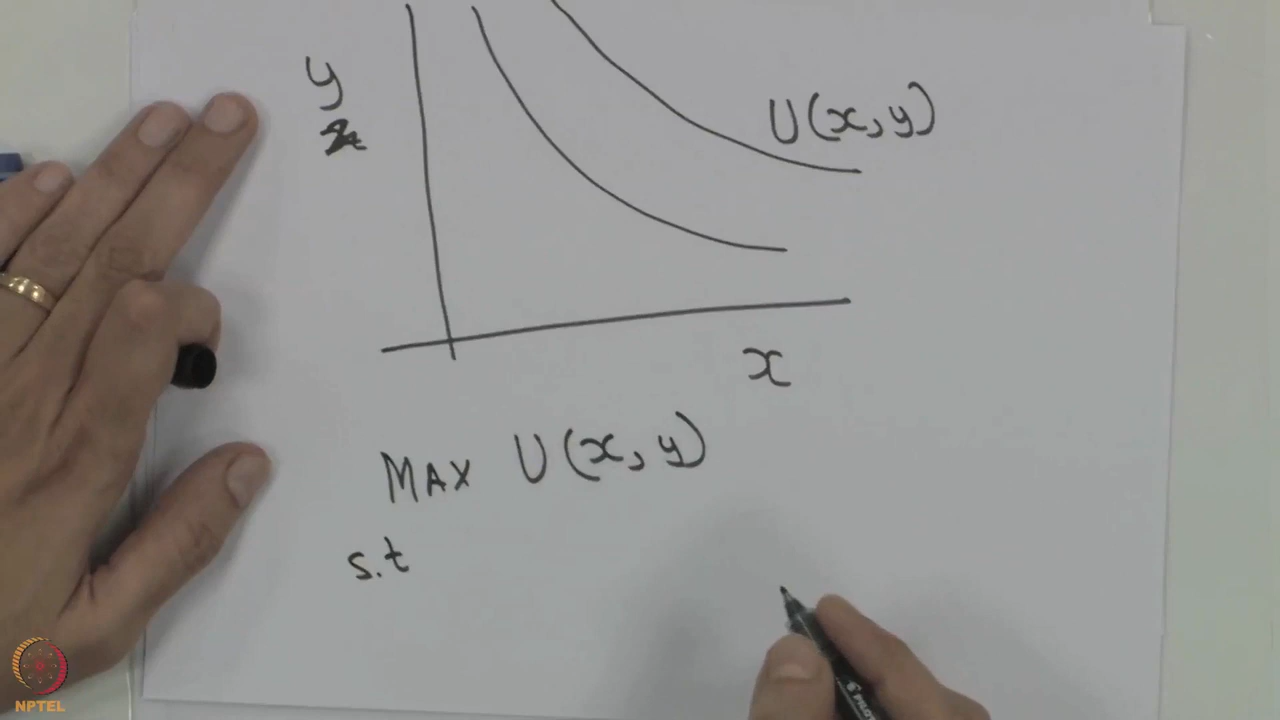 y
U(x,y)
x
MAX U(x,y)
s.t
NPTEL